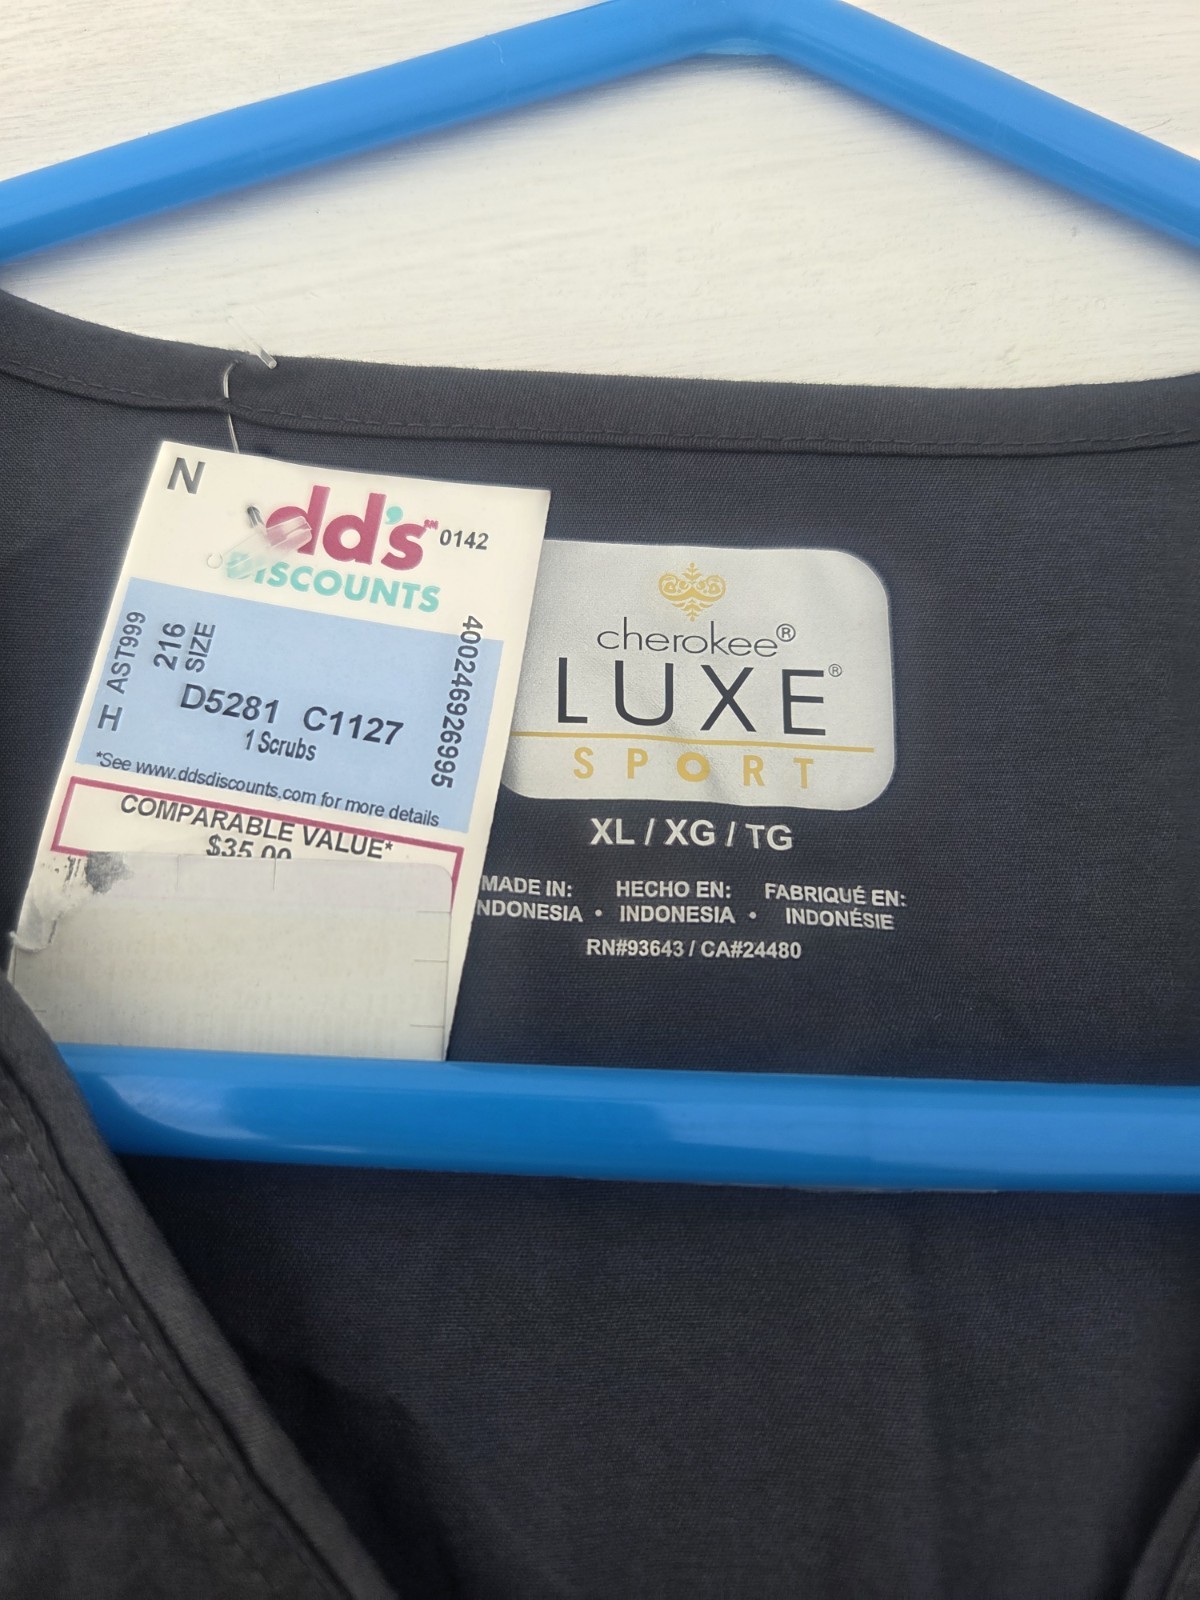 N
dd's℠ 0142
DISCOUNTS
H AST999
216
SIZE
D5281 C1127
1 Scrubs
400246926995
*See www.ddsdiscounts.com for more details
COMPARABLE VALUE*
$35.00
cherokee®
LUXE®
SPORT
XL / XG / TG
MADE IN: HECHO EN: FABRIQUÉ EN:
NDONESIA • INDONESIA • INDONÉSIE
RN#93643 / CA#24480